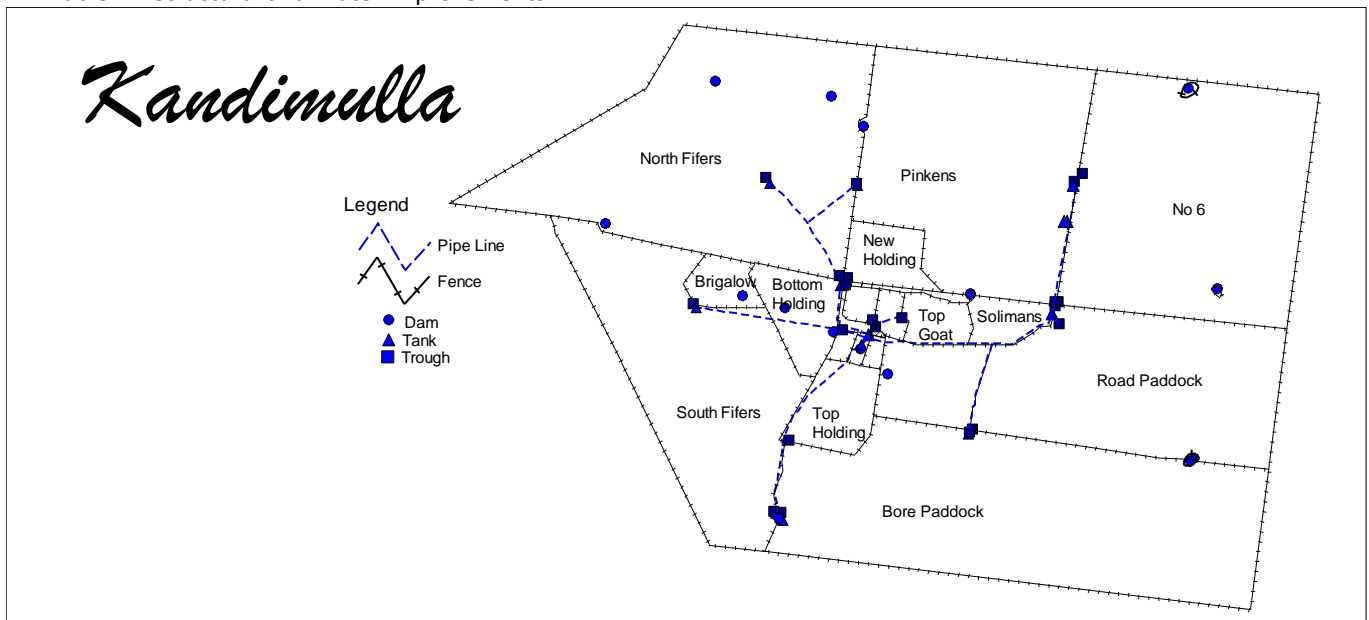 Kandimulla
North Fifers
Pinkens
No 6
Legend
Pipe Line
Fence
Dam
Tank
Trough
New
Holding
Brigalow
Bottom
Holding
Top
Goat
Solimans
Road Paddock
South Fifers
Top
Holding
Bore Paddock